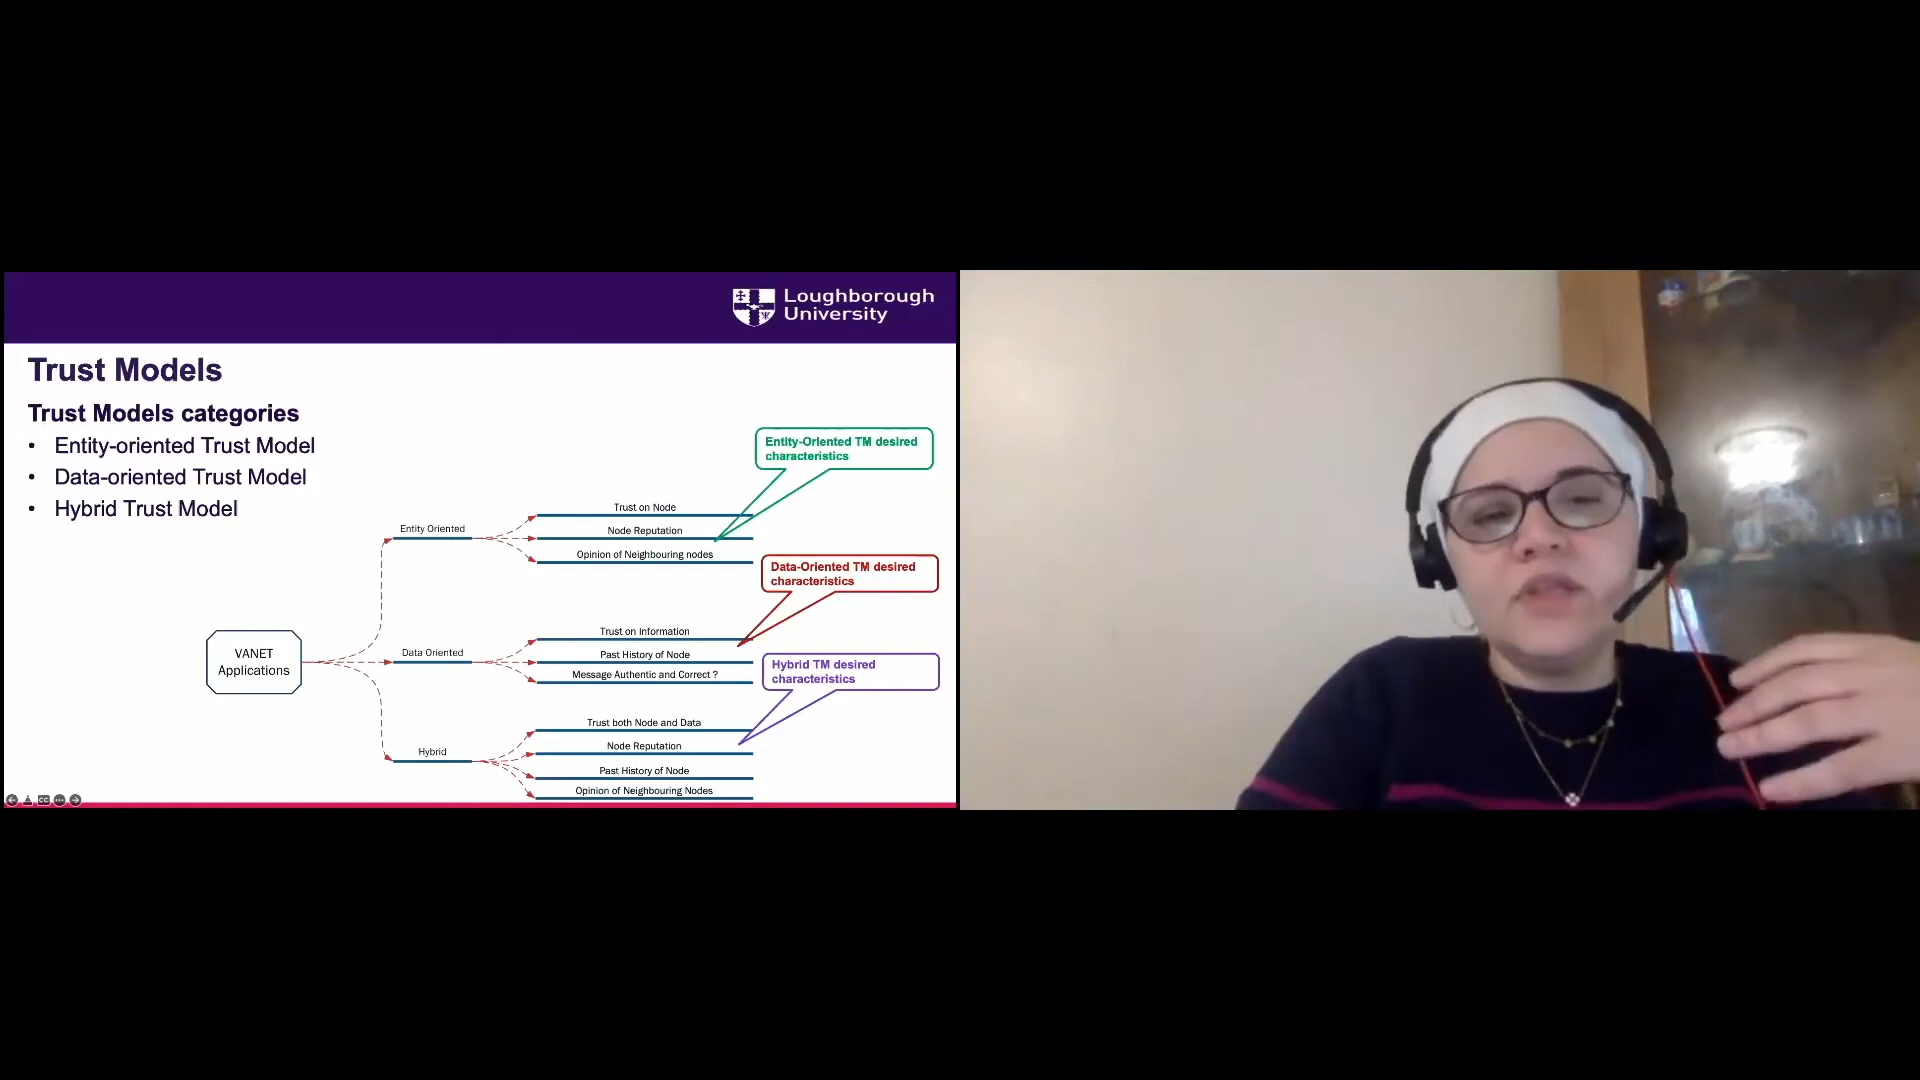 Loughborough
University
Trust Models
Trust Models categories
• Entity-oriented Trust Model
• Data-oriented Trust Model
• Hybrid Trust Model
Entity-Oriented TM desired
characteristics
Trust on Node
Entity Oriented
Node Reputation
Opinion of Neighbouring nodes
Data-Oriented TM desired
characteristics
Trust on Information
VANET
Applications
Data Oriented
Past History of Node
Message Authentic and Correct ?
Hybrid TM desired
characteristics
Trust both Node and Data
Hybrid
Node Reputation
Past History of Node
Opinion of Neighbouring Nodes